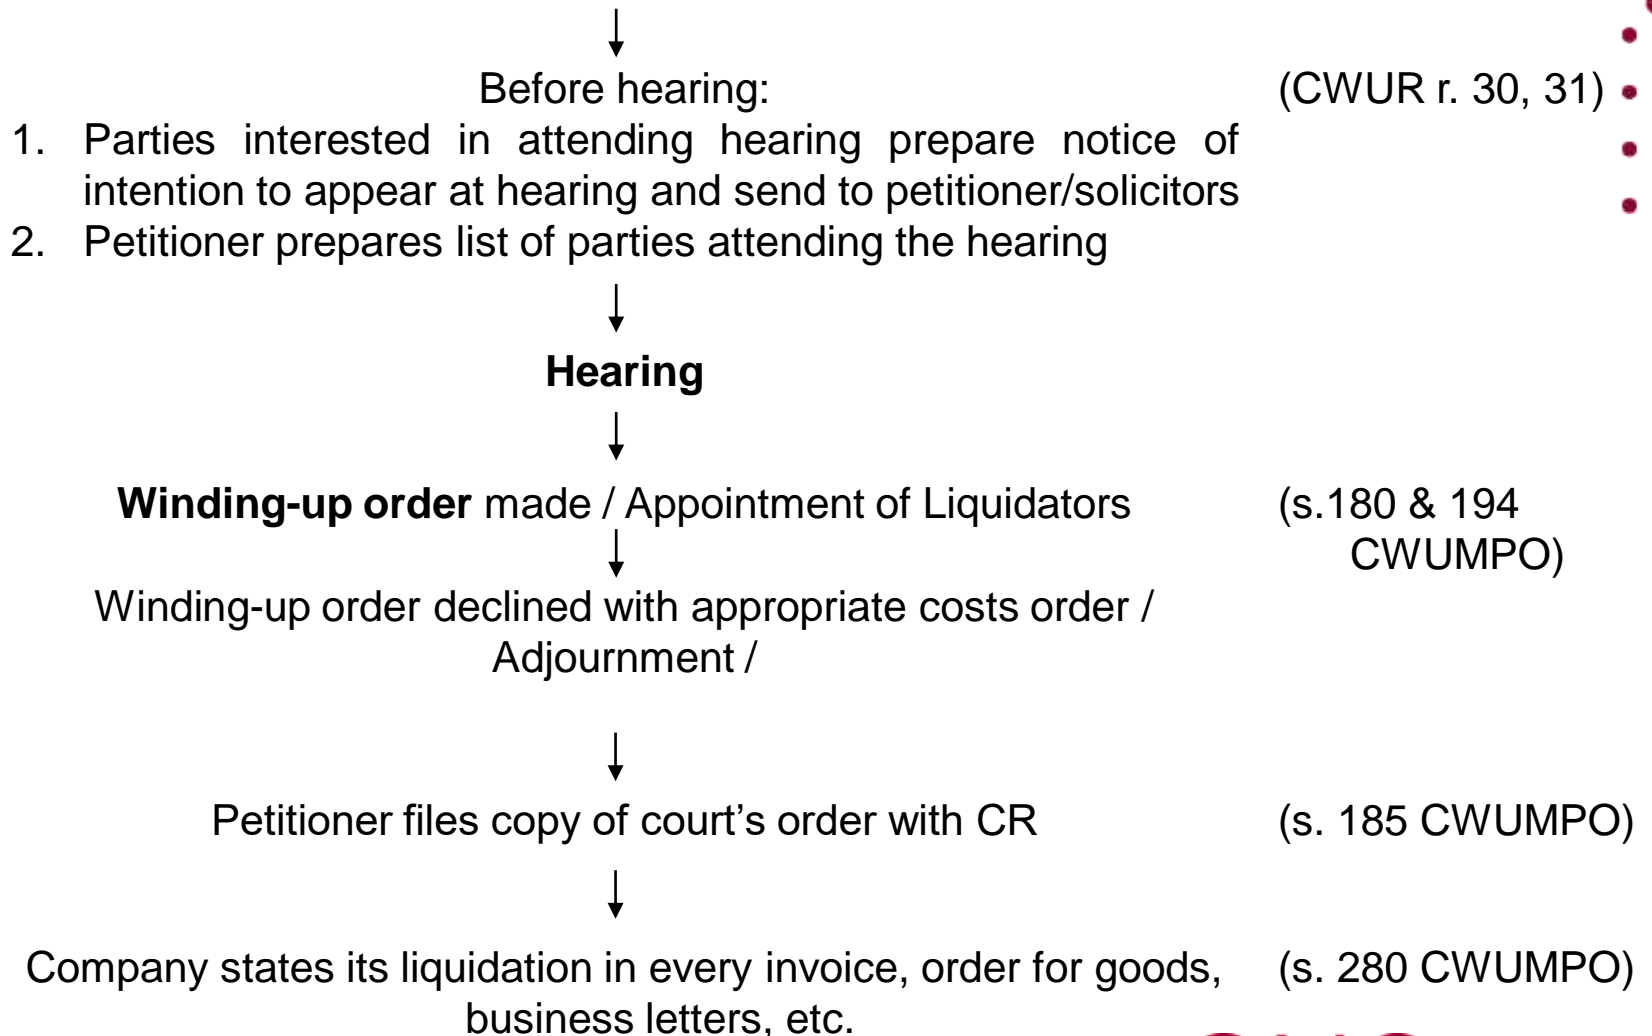 Before hearing: (CWUR r. 30, 31)
1. Parties interested in attending hearing prepare notice of
intention to appear at hearing and send to petitioner/solicitors
2. Petitioner prepares list of parties attending the hearing
Hearing
Winding-up order made / Appointment of Liquidators (s.180 & 194
CWUMPO)
Winding-up order declined with appropriate costs order /
Adjournment /
Petitioner files copy of court’s order with CR (s. 185 CWUMPO)
Company states its liquidation in every invoice, order for goods, (s. 280 CWUMPO)
business letters, etc.